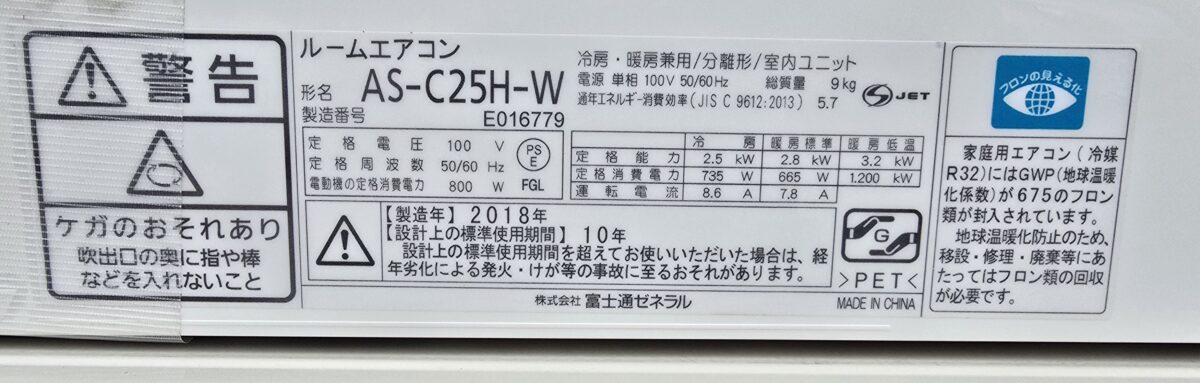 警告
ケガのおそれあり
吹出口の奥に指や棒
などを入れないこと
ルームエアコン
形名 AS-C25H-W
製造番号 E016779
冷房・暖房兼用/分離形/室内ユニット
電源 単相 100V 50/60Hz 総質量 9kg
通年エネルギー消費効率(JIS C 9612:2013) 5.7
S JET
定格電圧 100 V
定格周波数 50/60 Hz
電動機の定格消費電力 800 W
PS
E
FGL
冷房 暖房標準 暖房低温
定格能力 2.5 kW 2.8 kW 3.2 kW
定格消費電力 735 W 665 W 1.200 kW
運転電流 8.6 A 7.8 A
【製造年】2018年
【設計上の標準使用期間】10年
設計上の標準使用期間を超えてお使いいただいた場合は、経
年劣化による発火・けが等の事故に至るおそれがあります。
G
>PET<
株式会社 富士通ゼネラル
MADE IN CHINA
フロンの見える化
家庭用エアコン(冷媒
R32)にはGWP(地球温暖
化係数)が675のフロン
類が封入されています。
地球温暖化防止のため、
移設・修理・廃棄等にあ
たってはフロン類の回収
が必要です。